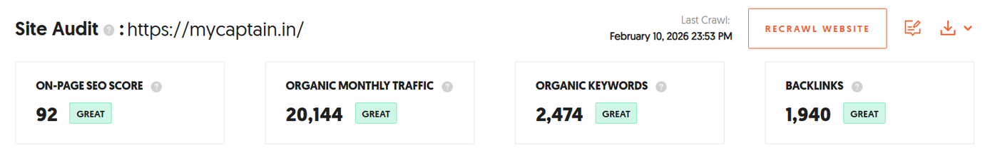 Site Audit ? : https://mycaptain.in/
Last Crawl:
February 10, 2026 23:53 PM
RECRAWL WEBSITE
ON-PAGE SEO SCORE ?
92 GREAT
ORGANIC MONTHLY TRAFFIC ?
20,144 GREAT
ORGANIC KEYWORDS ?
2,474 GREAT
BACKLINKS ?
1,940 GREAT